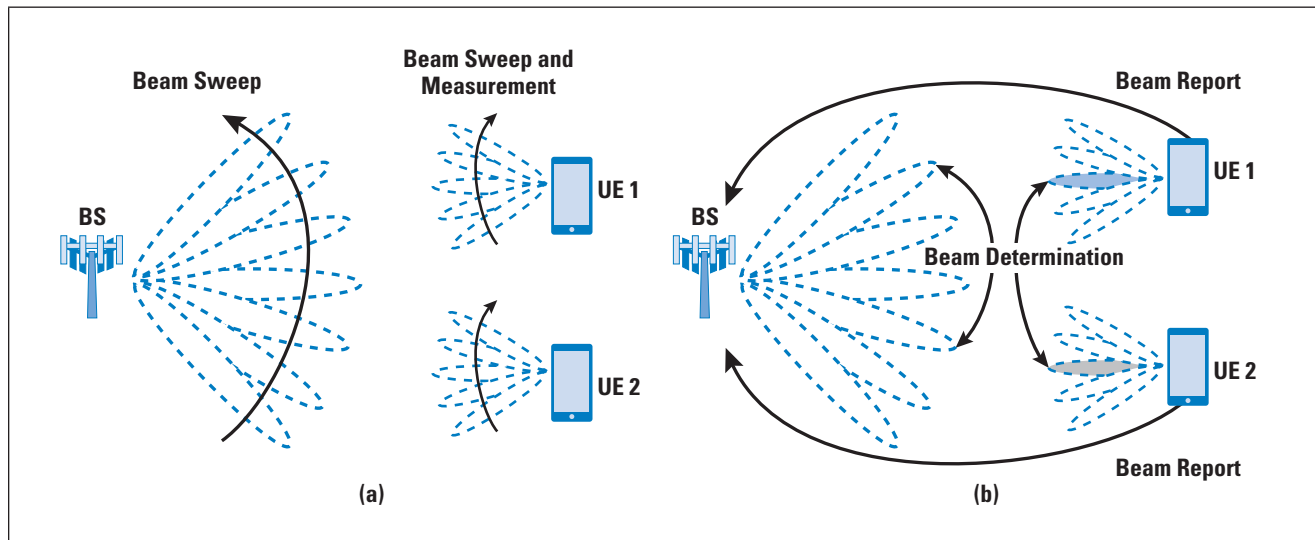 Beam Sweep
Beam Sweep and
Measurement
BS
UE 1
UE 2
(a)
Beam Report
BS
UE 1
Beam Determination
UE 2
Beam Report
(b)